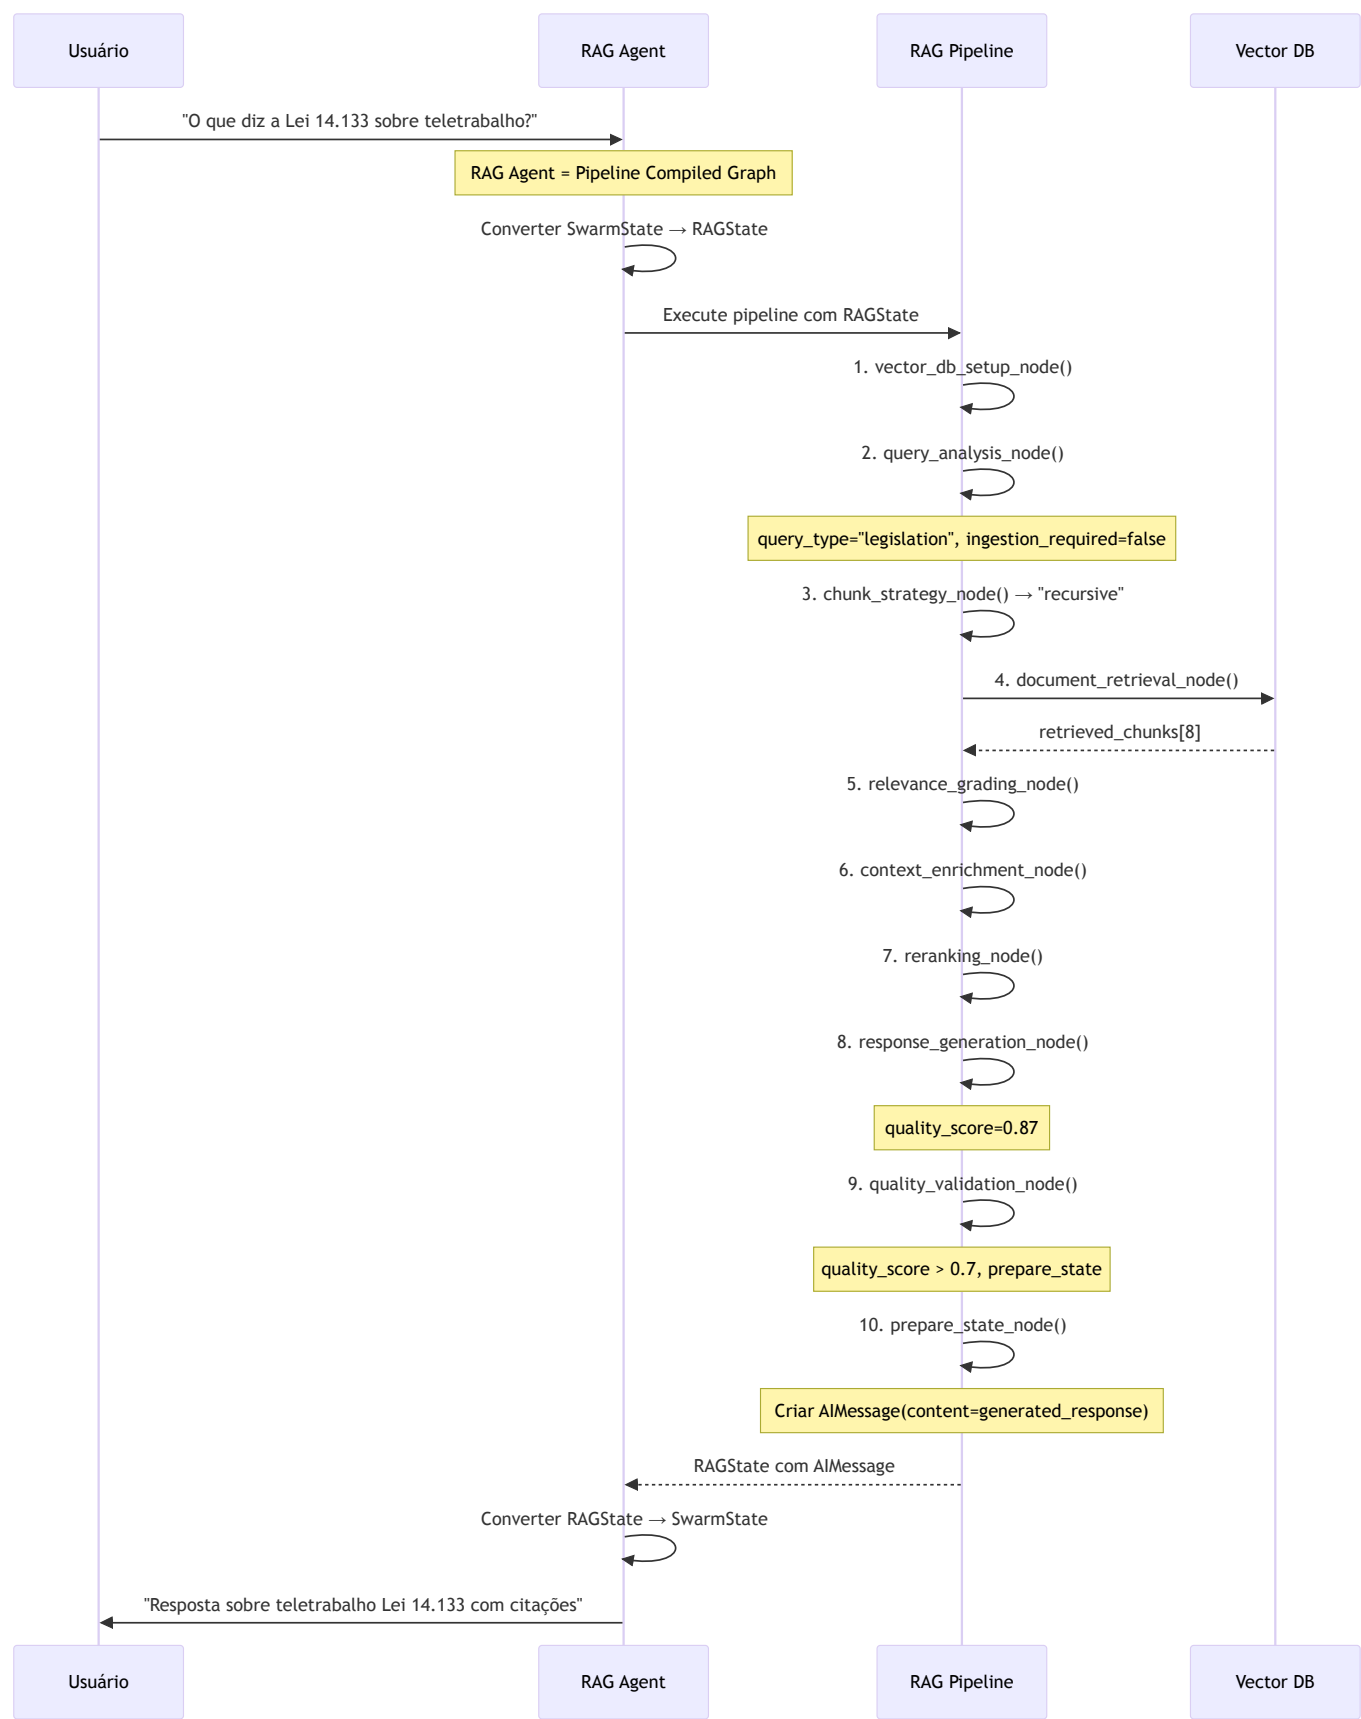 Usuário
RAG Agent
RAG Pipeline
Vector DB
"O que diz a Lei 14.133 sobre teletrabalho?"
RAG Agent = Pipeline Compiled Graph
Converter SwarmState → RAGState
Execute pipeline com RAGState
1. vector_db_setup_node()
2. query_analysis_node()
query_type="legislation", ingestion_required=false
3. chunk_strategy_node() → "recursive"
4. document_retrieval_node()
retrieved_chunks[8]
5. relevance_grading_node()
6. context_enrichment_node()
7. reranking_node()
8. response_generation_node()
quality_score=0.87
9. quality_validation_node()
quality_score > 0.7, prepare_state
10. prepare_state_node()
Criar AIMessage(content=generated_response)
RAGState com AIMessage
Converter RAGState → SwarmState
"Resposta sobre teletrabalho Lei 14.133 com citações"
Usuário
RAG Agent
RAG Pipeline
Vector DB